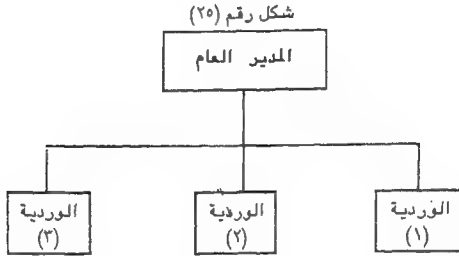 شكل رقم (٢٥)
المدير العام
الوردية
(١)
الوردية
(٢)
الوردية
(٣)